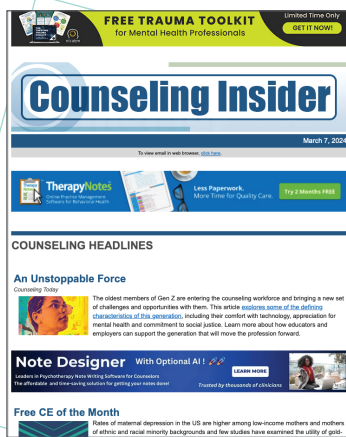 FREE TRAUMA TOOLKIT
for Mental Health Professionals
Limited Time Only
GET IT NOW!
Counseling Insider
March 7, 2024
To view email in web browser, click here.
TherapyNotes
Online Practice Management
Software for Behavioral Health
Less Paperwork.
More Time for Quality Care.
Try 2 Months FREE
COUNSELING HEADLINES
An Unstoppable Force
Counseling Today
The oldest members of Gen Z are entering the counseling workforce and bringing a new set
of challenges and opportunities with them. This article explores some of the defining
characteristics of this generation, including their comfort with technology, appreciation for
mental health and commitment to social justice. Learn more about how educators and
employers can support the generation that will move the profession forward.
Note Designer With Optional AI !
Leaders in Psychotherapy Note Writing Software for Counselors
The affordable and time-saving solution for getting your notes done!
LEARN MORE
Trusted by thousands of clinicians
Free CE of the Month
Rates of maternal depression in the US are higher among low-income mothers and mothers
of ethnic and racial minority backgrounds and few studies have examined the utility of gold-